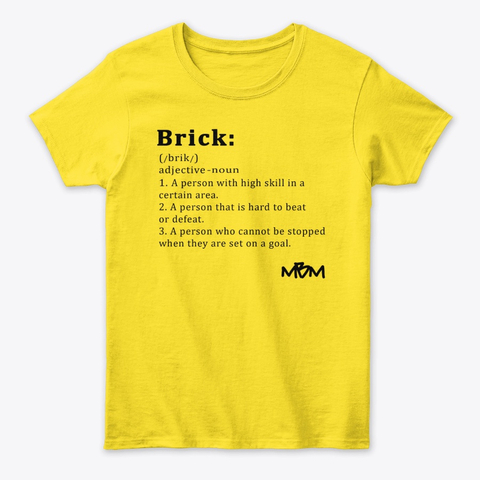 Brick:
(/brik/)
adjective-noun
1. A person with high skill in a
certain area.
2. A person that is hard to beat
or defeat.
3. A person who cannot be stopped
when they are set on a goal.
MBM